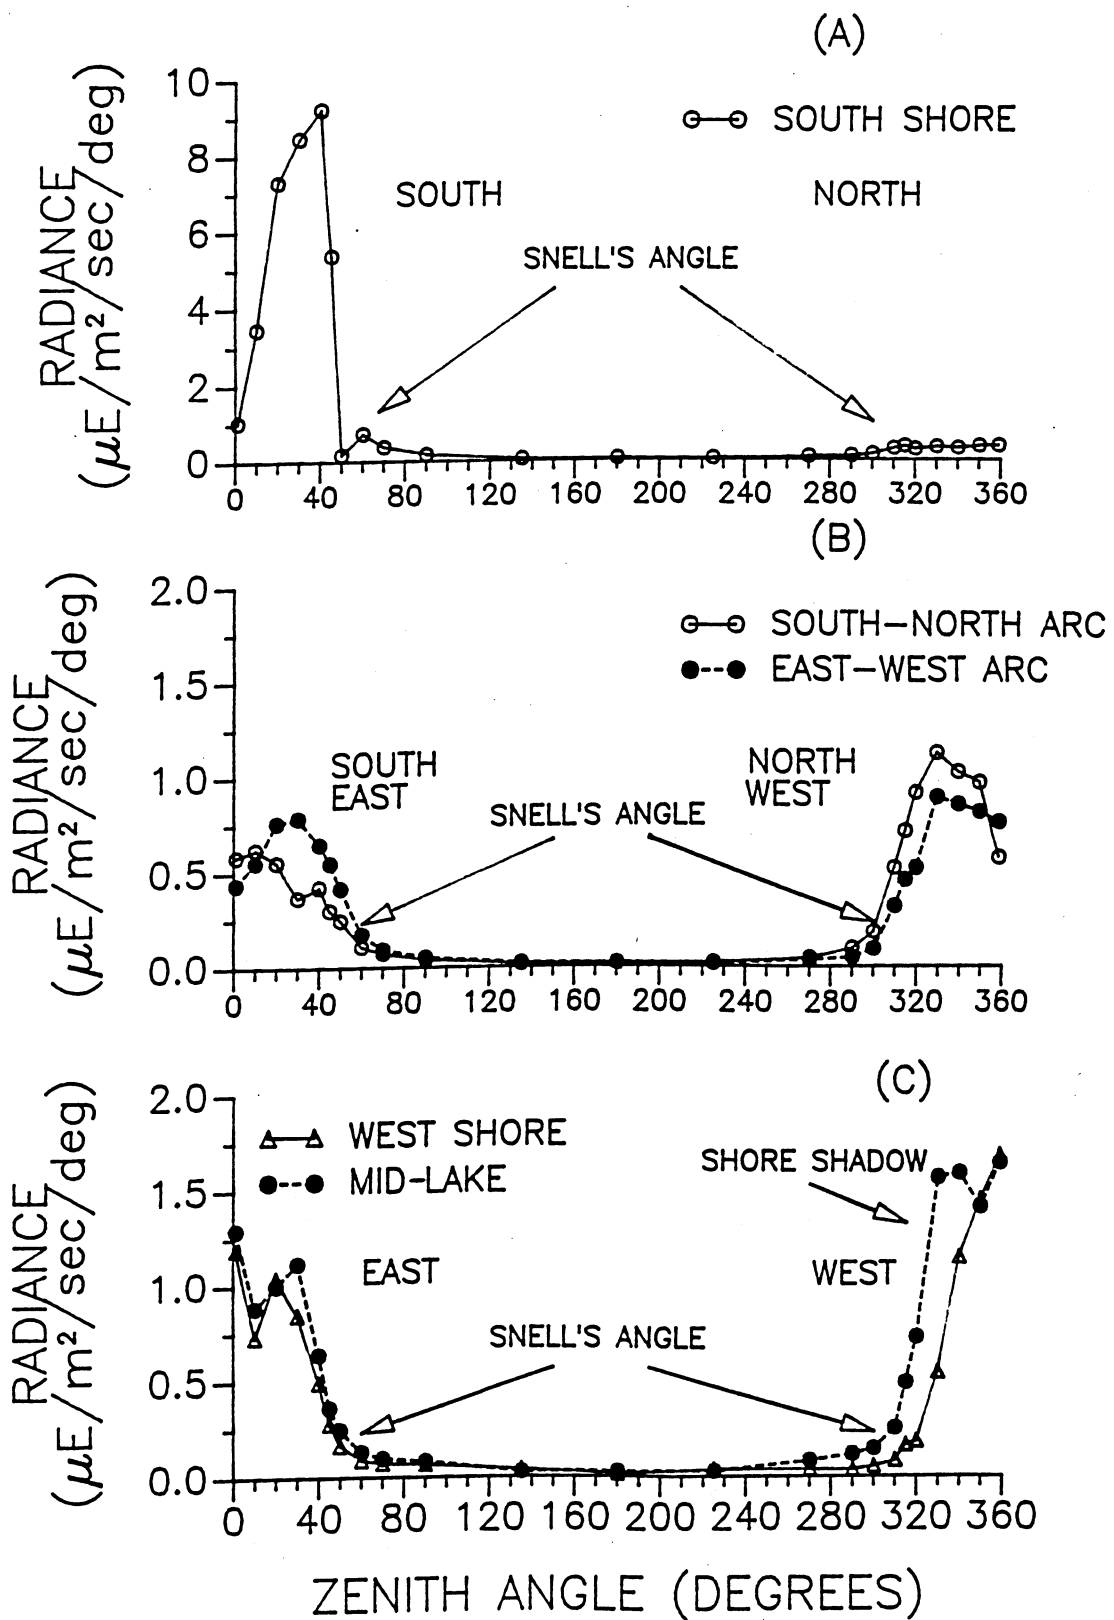 (A)
RADIANCE
(µE/m²/sec/deg)
10
8
6
4
2
0
SOUTH SHORE
SOUTH
NORTH
SNELL'S ANGLE
0 40 80 120 160 200 240 280 320 360
(B)
RADIANCE
(µE/m²/sec/deg)
2.0
1.5
1.0
0.5
0.0
SOUTH-NORTH ARC
EAST-WEST ARC
SOUTH
EAST
NORTH
WEST
SNELL'S ANGLE
0 40 80 120 160 200 240 280 320 360
(C)
RADIANCE
(µE/m²/sec/deg)
2.0
1.5
1.0
0.5
0.0
WEST SHORE
MID-LAKE
SHORE SHADOW
EAST
WEST
SNELL'S ANGLE
0 40 80 120 160 200 240 280 320 360
ZENITH ANGLE (DEGREES)